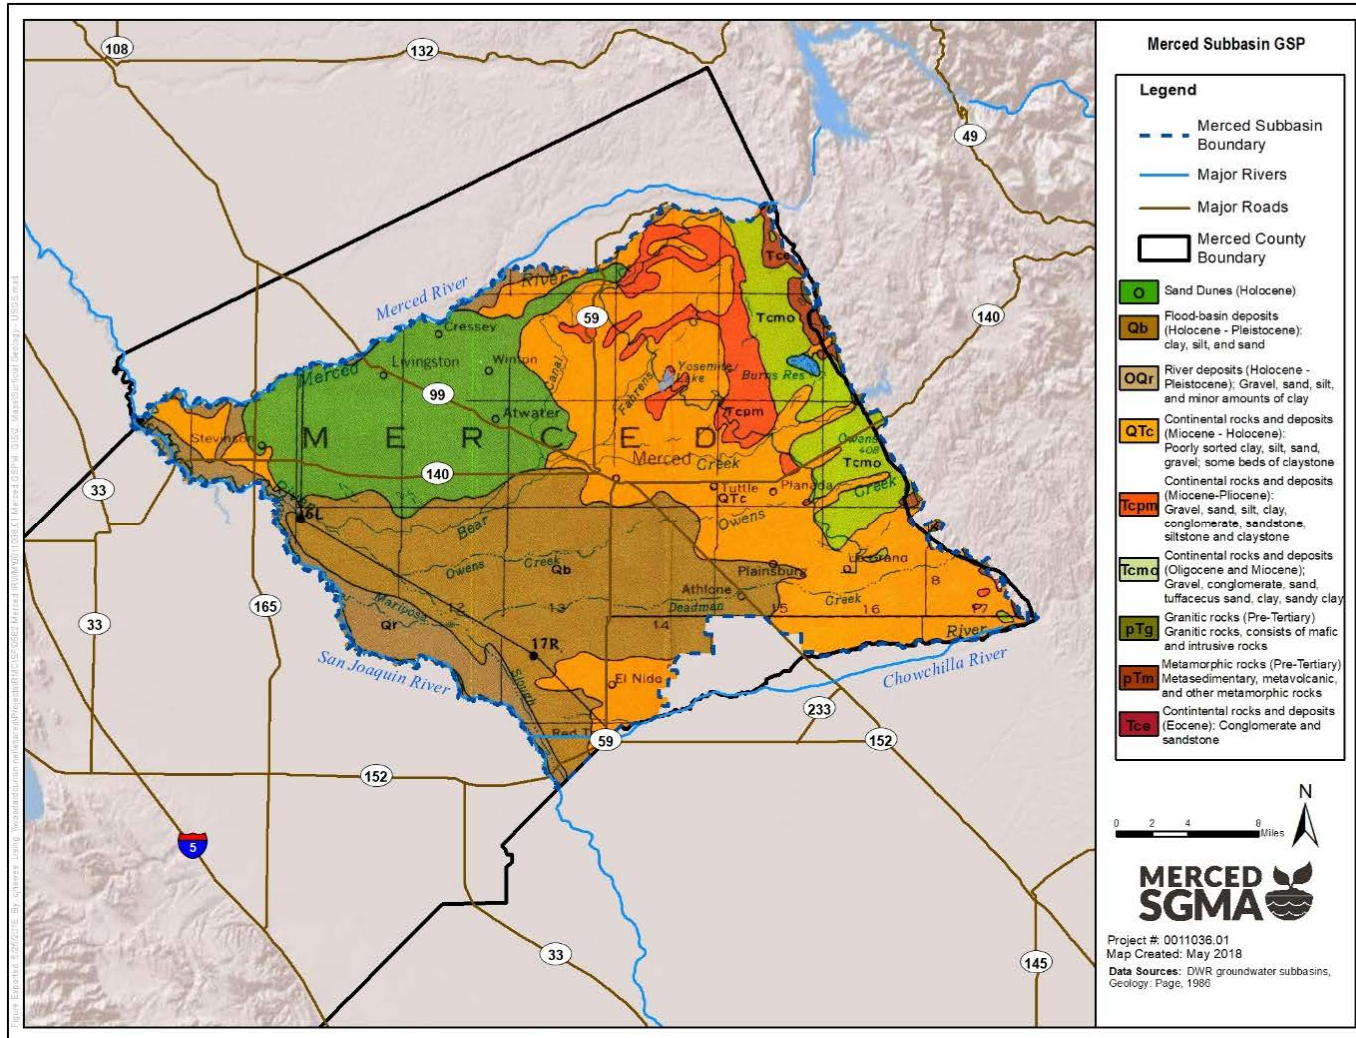 108
132
49
59
99
140
140
33
33
165
5
152
59
233
152
33
145
Merced River
San Joaquin River
Chowchilla River
River
Cressey
Livingston
Winton
Merced
Canal
Atwater
Stevinson
M E R C E D
Merced
Creek
Fahrens
Yosemite
Lake
Burns Res
Tce
Tcmo
Tcpm
Owens
Tcmo
Creek
Tuttle
QTc
Planada
Owens
Bear
Owens
Creek
Qb
Plainsburg
Athlone
Deadman
Creek
Le Grand
Mariposa
Qr
12
13
14
15
16
8
17
River
17R
Slough
El Nido
Merced Subbasin GSP
Legend
Merced Subbasin
Boundary
Major Rivers
Major Roads
Merced County
Boundary
Sand Dunes (Holocene)
Qb
Flood-basin deposits
(Holocene - Pleistocene):
clay, silt, and sand
OQr
River deposits (Holocene -
Pleistocene); Gravel, sand, silt,
and minor amounts of clay
QTc
Continental rocks and deposits
(Miocene - Holocene):
Poorly sorted clay, silt, sand,
gravel; some beds of claystone
Tcpm
Continental rocks and deposits
(Miocene-Pliocene):
Gravel, sand, silt, clay,
conglomerate, sandstone,
siltstone and claystone
Continental rocks and deposits
(Oligocene and Miocene);
Gravel, conglomerate, sand,
tuffacecus sand, clay, sandy clay
pTg
Granitic rocks (Pre-Tertiary)
Granitic rocks, consists of mafic
and intrusive rocks
pTm
Metamorphic rocks (Pre-Tertiary)
Metasedimentary, metavolcanic,
and other metamorphic rocks
Tce
Contintental rocks and deposits
(Eocene): Conglomerate and
sandstone
N
0 2 4 8
Miles
MERCED
SGMA
Project #: 0011036.01
Map Created: May 2018
Data Sources: DWR groundwater subbasins,
Geology: Page, 1986